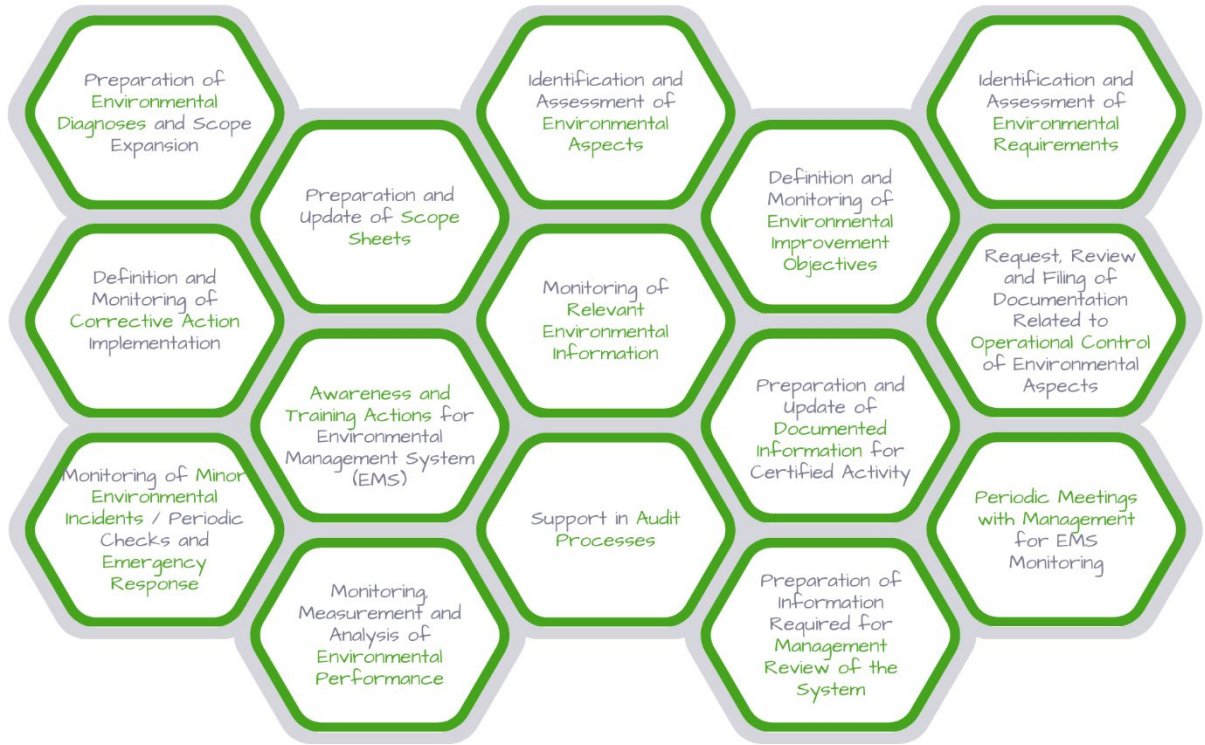 Preparation of
Environmental
Diagnoses and Scope
Expansion
Identification and
Assessment of
Environmental
Aspects
Identification and
Assessment of
Environmental
Requirements
Preparation and
Update of Scope
Sheets
Definition and
Monitoring of
Environmental
Improvement
Objectives
Definition and
Monitoring of
Corrective Action
Implementation
Monitoring of
Relevant
Environmental
Information
Request, Review
and Filing of
Documentation
Related to
Operational Control
of Environmental
Aspects
Awareness and
Training Actions for
Environmental
Management System
(EMS)
Preparation and
Update of
Documented
Information for
Certified Activity
Monitoring of Minor
Environmental
Incidents / Periodic
Checks and
Emergency
Response
Support in Audit
Processes
Periodic Meetings
with Management
for EMS
Monitoring
Monitoring,
Measurement and
Analysis of
Environmental
Performance
Preparation of
Information
Required for
Management
Review of the
System